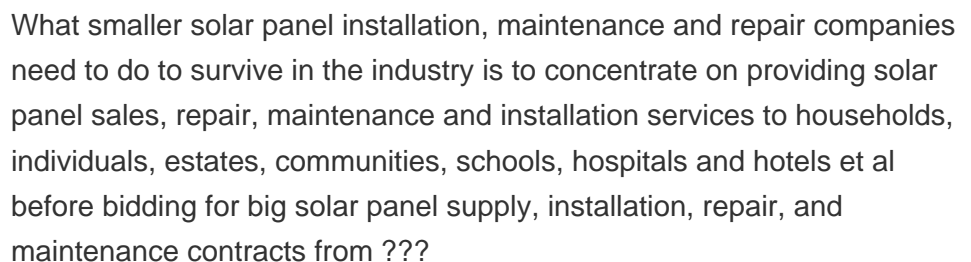 What smaller solar panel installation, maintenance and repair companies
need to do to survive in the industry is to concentrate on providing solar
panel sales, repair, maintenance and installation services to households,
individuals, estates, communities, schools, hospitals and hotels et al
before bidding for big solar panel supply, installation, repair, and
maintenance contracts from ???